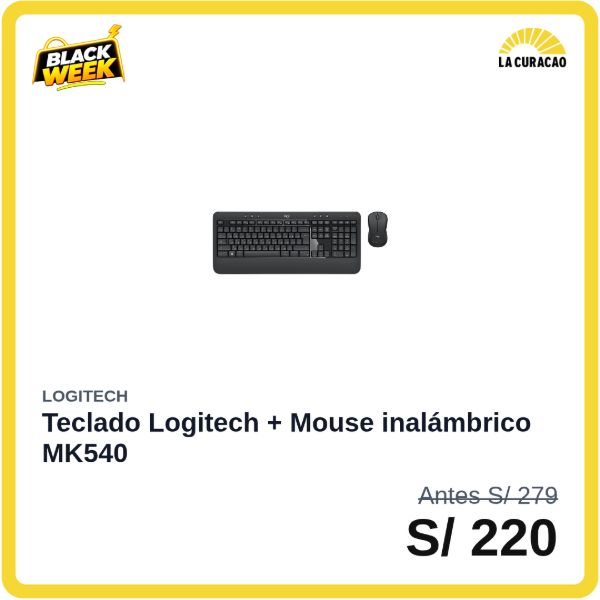 BLACK
WEEK
LA CURACAO
LOGITECH
Teclado Logitech + Mouse inalámbrico
MK540
Antes S/ 279
S/ 220